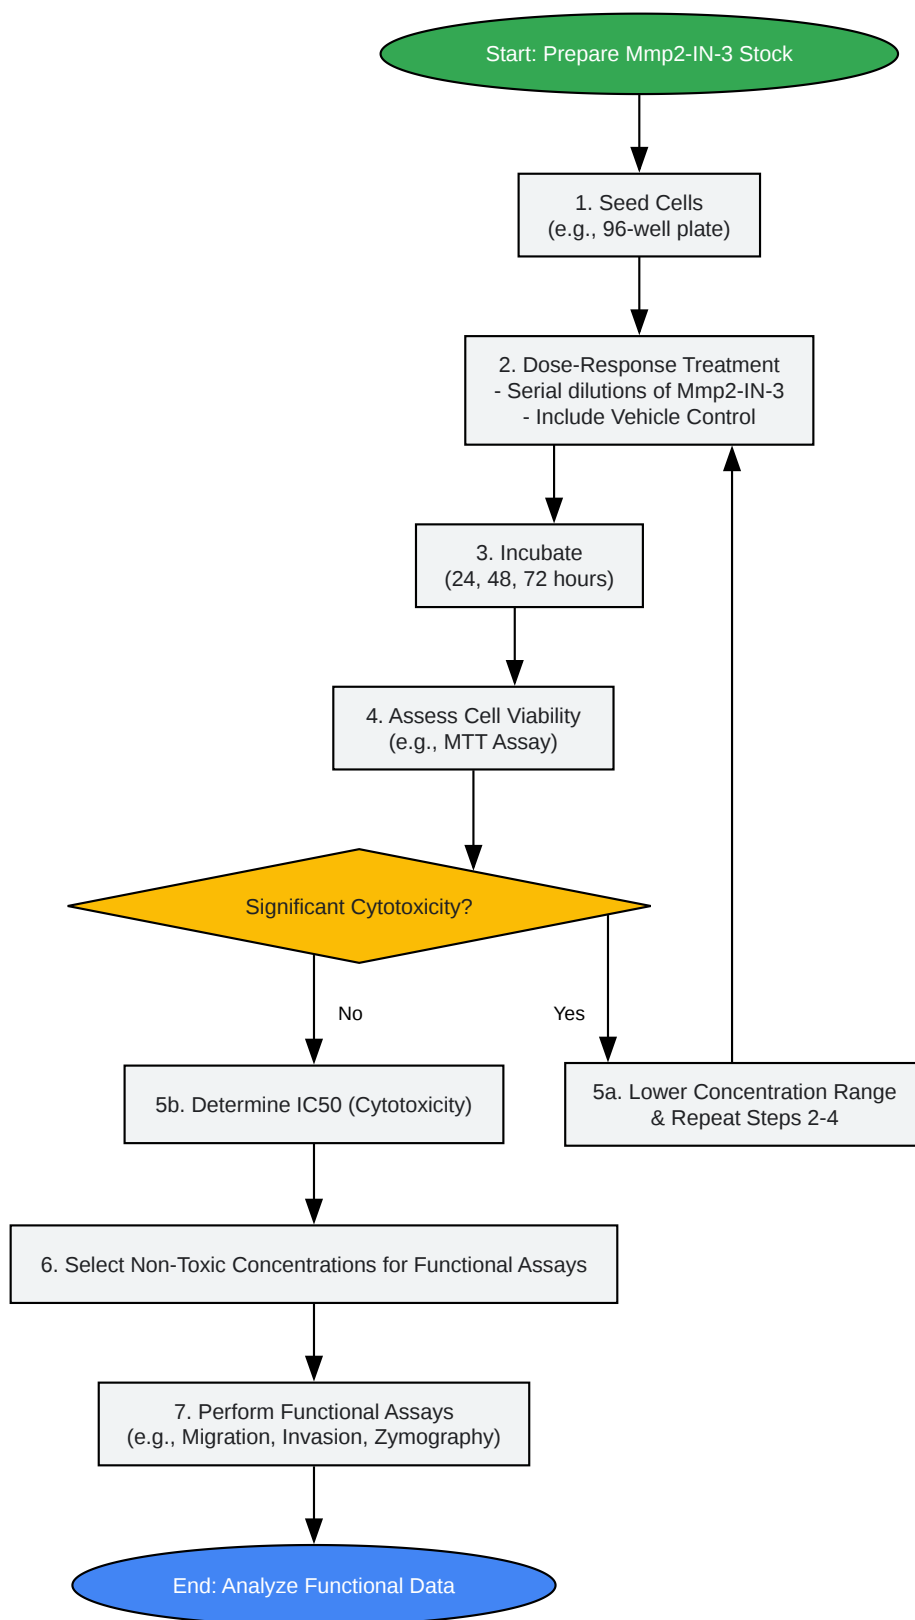 Start: Prepare Mmp2-IN-3 Stock
1. Seed Cells
(e.g., 96-well plate)
2. Dose-Response Treatment
- Serial dilutions of Mmp2-IN-3
- Include Vehicle Control
3. Incubate
(24, 48, 72 hours)
4. Assess Cell Viability
(e.g., MTT Assay)
Significant Cytotoxicity?
No
Yes
5b. Determine IC50 (Cytotoxicity)
5a. Lower Concentration Range
& Repeat Steps 2-4
6. Select Non-Toxic Concentrations for Functional Assays
7. Perform Functional Assays
(e.g., Migration, Invasion, Zymography)
End: Analyze Functional Data